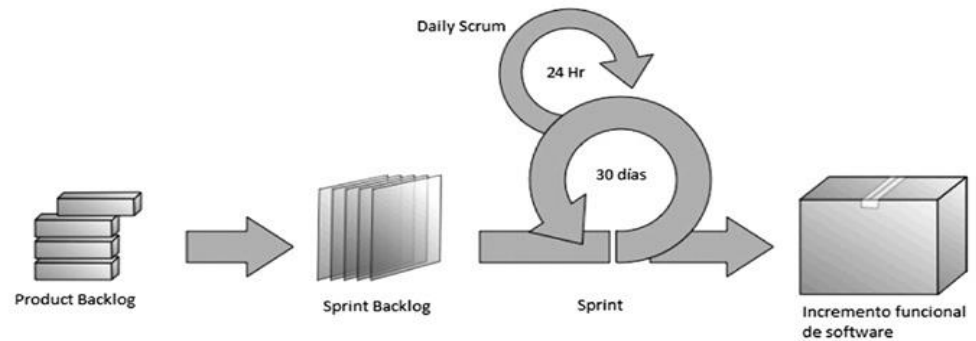 Daily Scrum
24 Hr
30 días
Product Backlog
Sprint Backlog
Sprint
Incremento funcional
de software